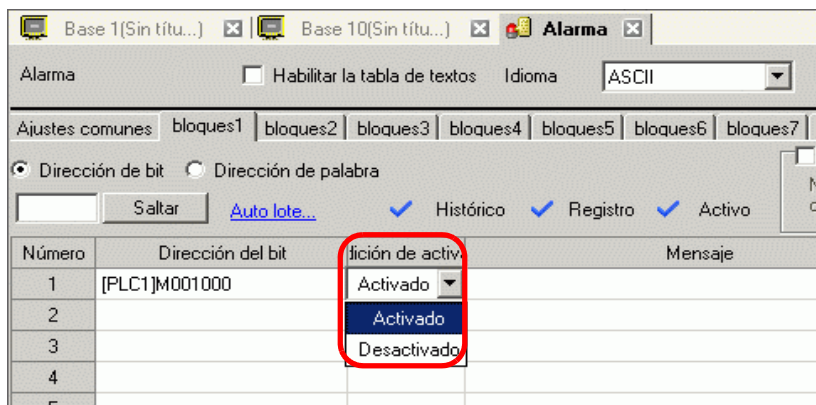 Base 1(Sin títu...) Base 10(Sin títu...) Alarma
Alarma Habilitar la tabla de textos Idioma ASCII
Ajustes comunes bloques1 bloques2 bloques3 bloques4 bloques5 bloques6 bloques7
Dirección de bit Dirección de palabra
Saltar Auto lote... Histórico Registro Activo
Número Dirección del bit dición de activa Mensaje
1 [PLC1]M001000 Activado
2 Activado
3 Desactivado
4